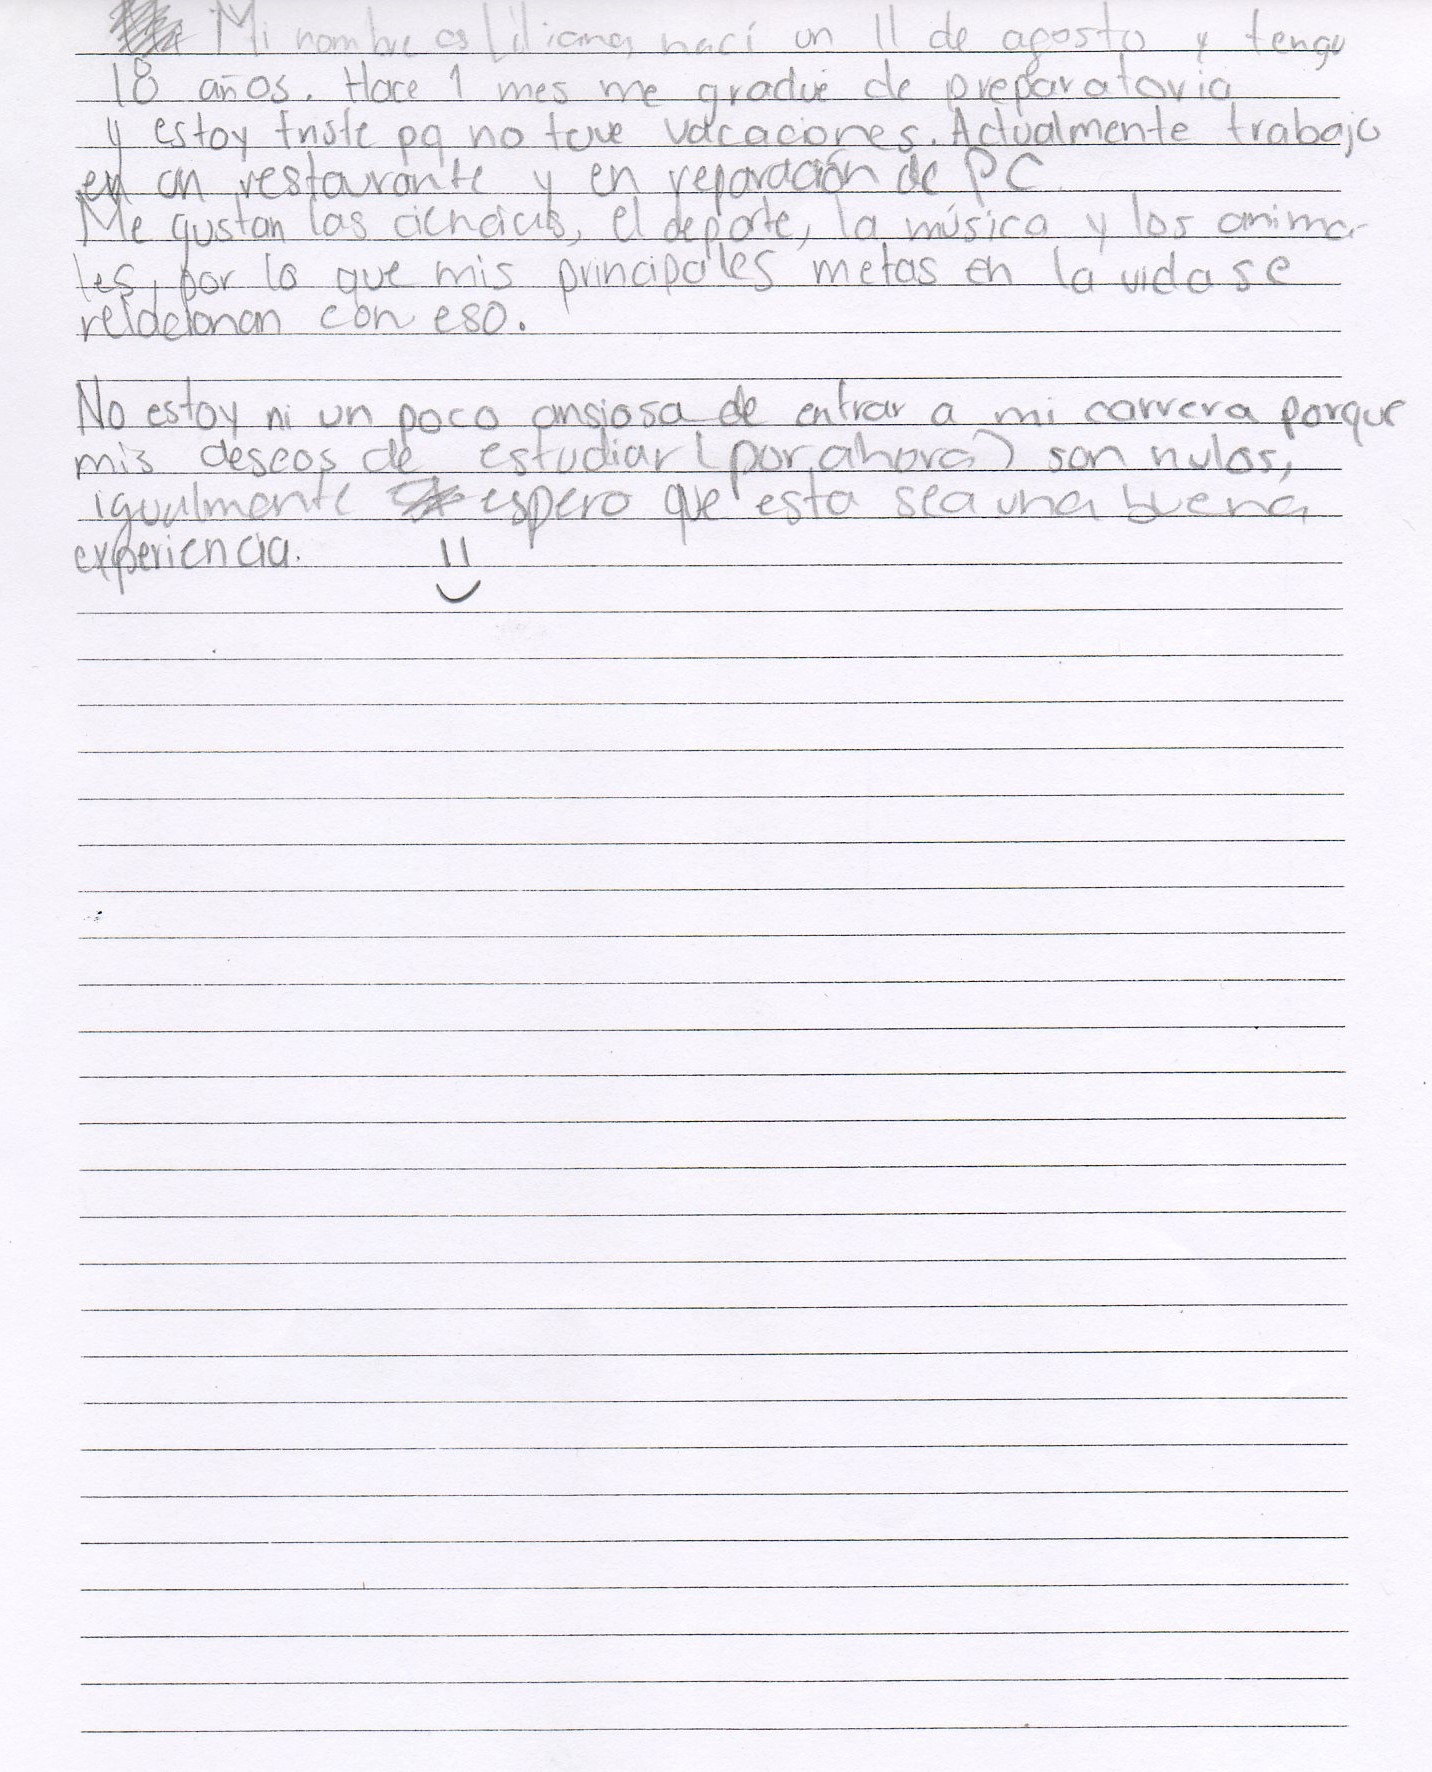 Mi nombre es Liliana, nací un 11 de agosto y tengo
18 años. Hace 1 mes me gradué de preparatoria
y estoy triste pq no tuve vacaciones. Actualmente trabajo
en un restaurante y en reparación de PC
Me gustan las ciencias, el deporte, la música y los anima-
les, por lo que mis principales metas en la vida se
relacionan con eso.
No estoy ni un poco ansiosa de entrar a mi carrera porque
mis deseos de estudiar (por ahora) son nulos,
igualmente espero que esta sea una buena
experiencia.